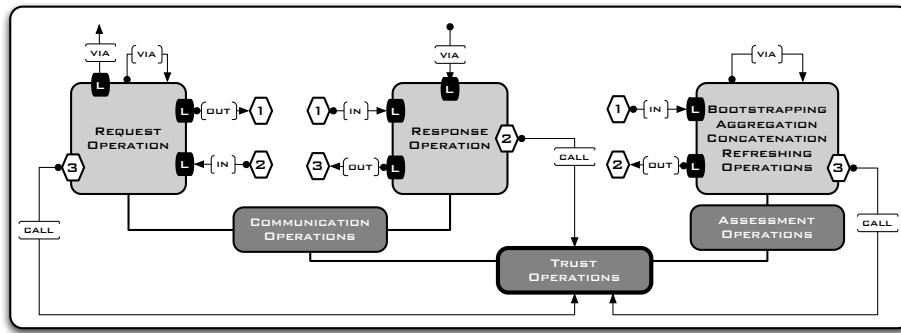 VIA
VIA
L
REQUEST
OPERATION
L
OUT
1
L
IN
2
3
CALL
VIA
L
1
IN
L
RESPONSE
OPERATION
3
OUT
L
2
CALL
VIA
1
IN
L
BOOTSTRAPPING
AGGREGATION
CONCATENATION
REFRESHING
OPERATIONS
2
OUT
L
3
CALL
COMMUNICATION
OPERATIONS
ASSESSMENT
OPERATIONS
TRUST
OPERATIONS